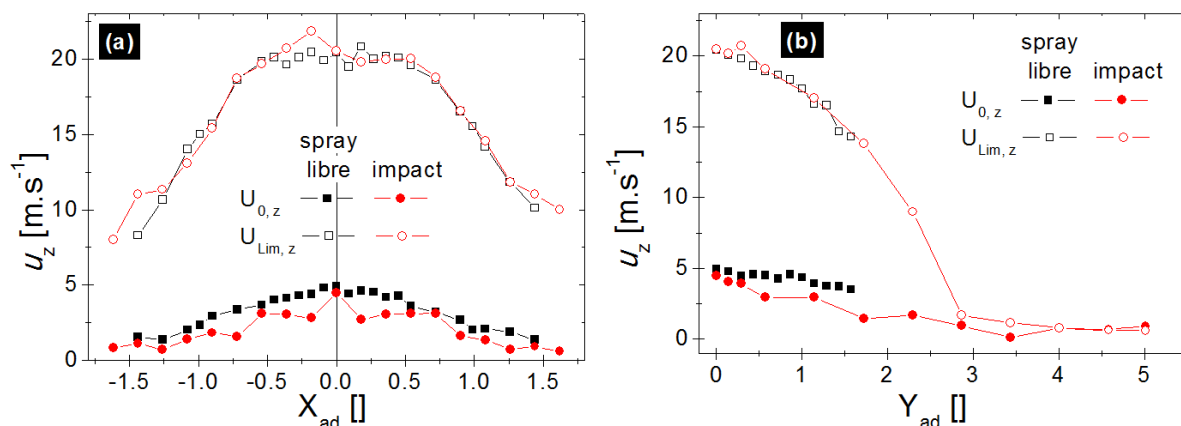 (a)
u_z [m.s⁻¹]
20
15
10
5
0
spray
libre impact
U_0, z
U_Lim, z
-1.5 -1.0 -0.5 0.0 0.5 1.0 1.5
X_ad []
(b)
u_z [m.s⁻¹]
20
15
10
5
0
spray
libre impact
U_0, z
U_Lim, z
0 1 2 3 4 5
Y_ad []